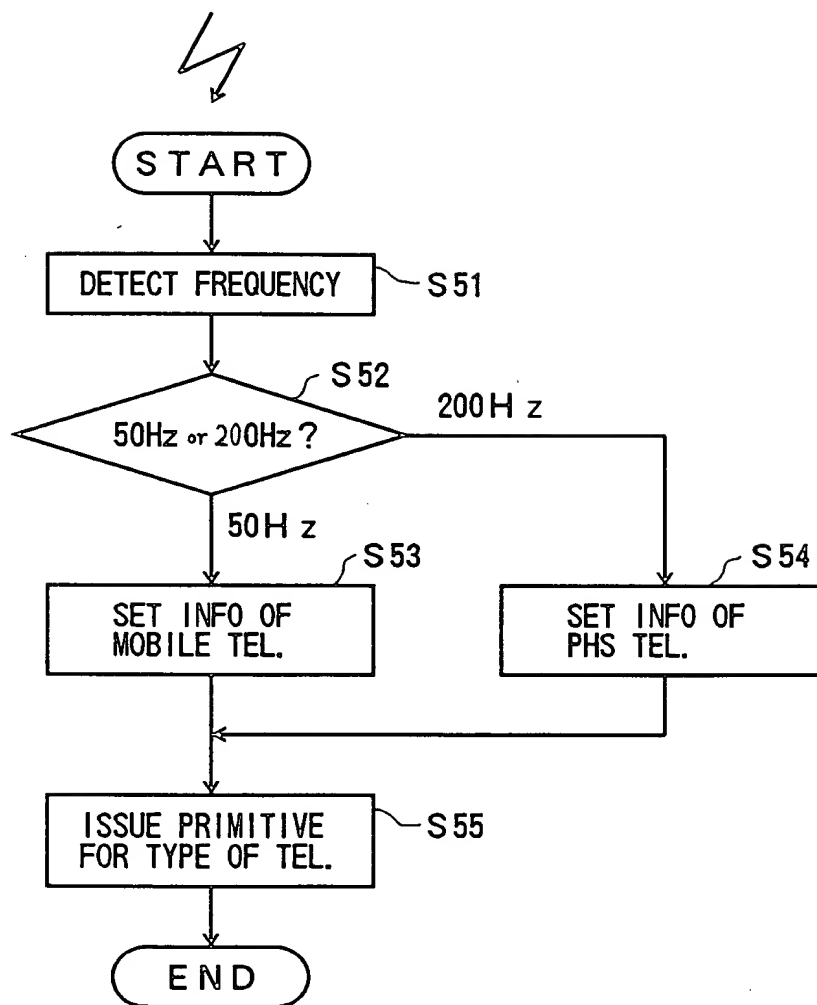 START
DETECT FREQUENCY
S51
S52
50Hz or 200Hz?
200Hz
50Hz
S53
SET INFO OF
MOBILE TEL.
S54
SET INFO OF
PHS TEL.
ISSUE PRIMITIVE
FOR TYPE OF TEL.
S55
END